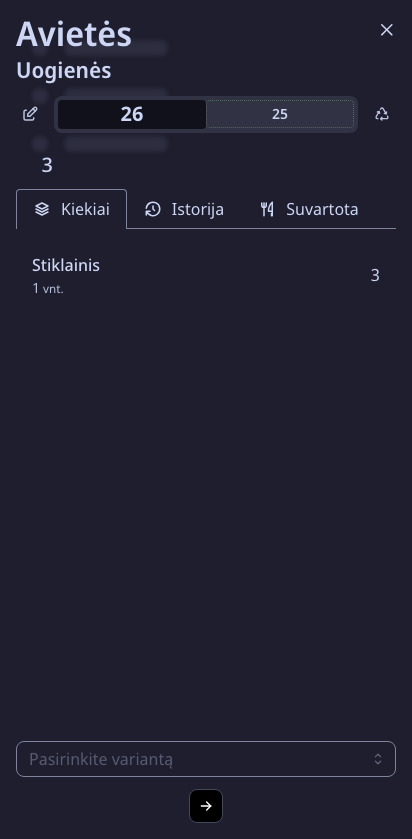 Avietės
Uogienės
26
25
3
Kiekiai
Istorija
Suvartota
Stiklainis
3
1 vnt.
Pasirinkite variantą